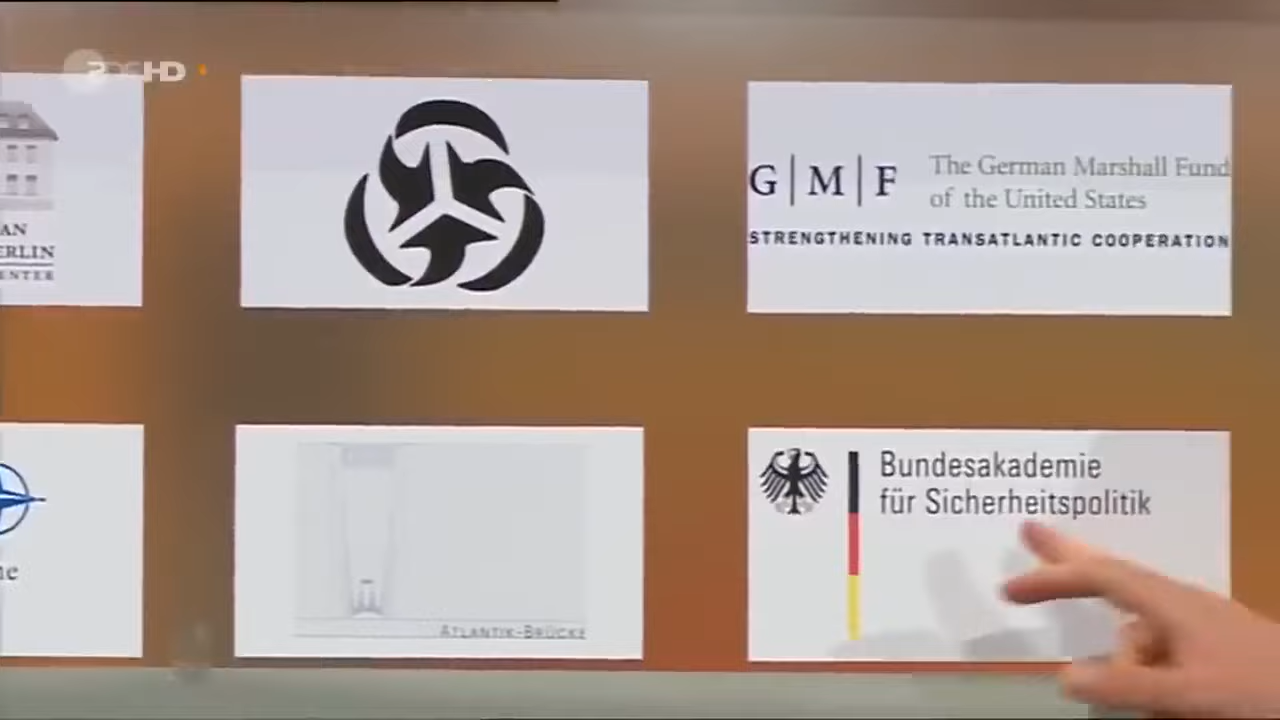 ZDF HD
AN
ERLIN
ENTER
G|M|F
The German Marshall Fund
of the United States
STRENGTHENING TRANSATLANTIC COOPERATION
ne
ATLANTIK-BRÜCKE
Bundesakademie
für Sicherheitspolitik